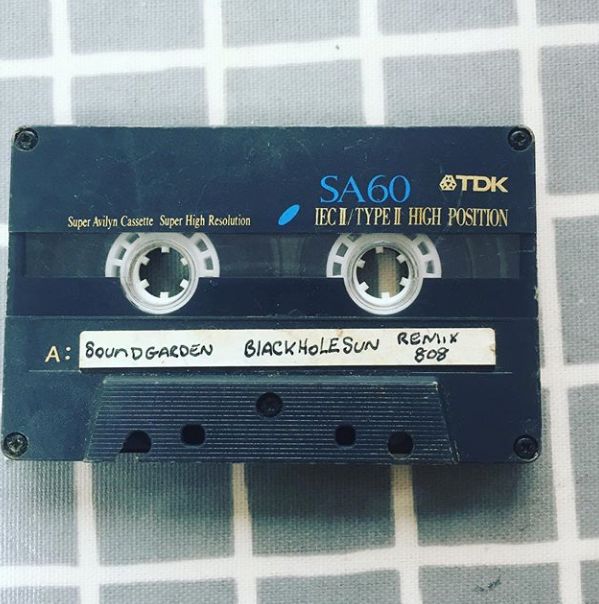 SA60 TDK
Super Avilyn Cassette Super High Resolution IEC II/TYPE II HIGH POSITION
A: SOUNDGARDEN BLACKHOLESUN REMIX
808